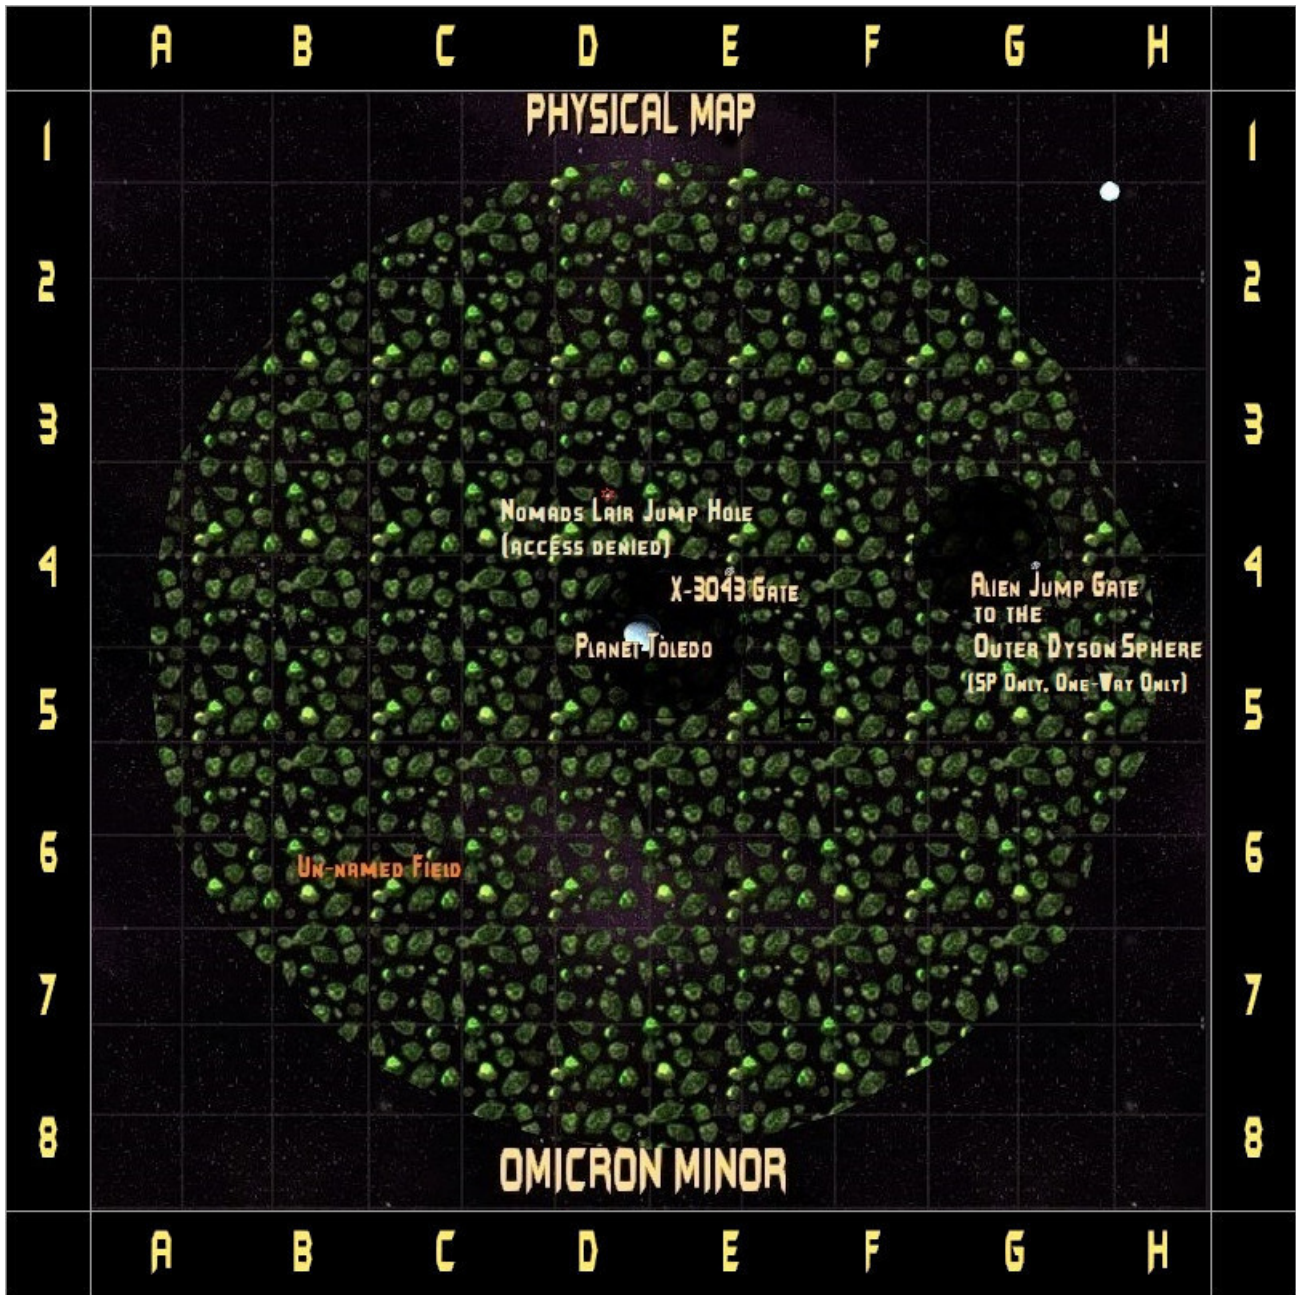 A B C D E F G H
PHYSICAL MAP
1 1
2 2
3 3
Nomads Lair Jump Hole
(access denied)
4 4
X-3043 Gate
Alien Jump Gate
to the
Planet Toledo
Outer Dyson Sphere
(SP Only, One-Way Only)
5 5
6 6
Un-named Field
7 7
8 8
OMICRON MINOR
A B C D E F G H